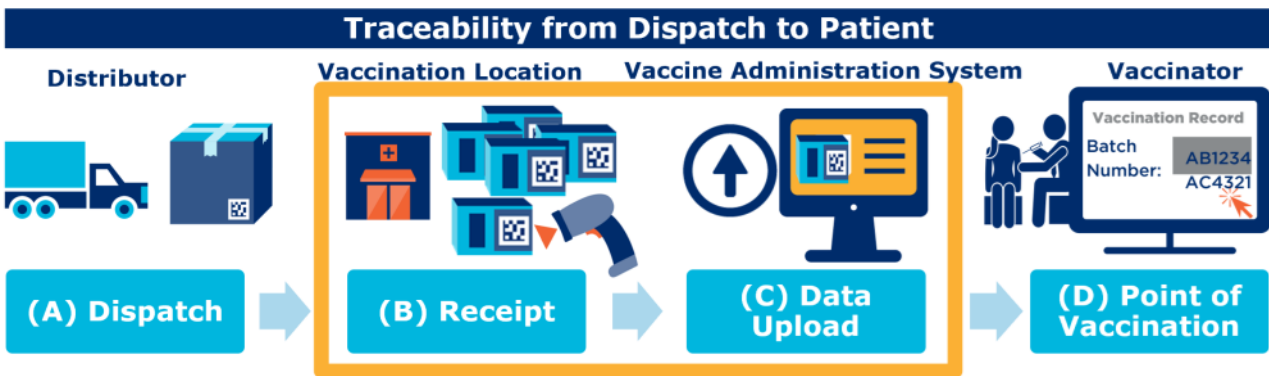 Traceability from Dispatch to Patient
Distributor
Vaccination Location
Vaccine Administration System
Vaccinator
Vaccination Record
Batch
Number:
AB1234
AC4321
(A) Dispatch
(B) Receipt
(C) Data
Upload
(D) Point of
Vaccination